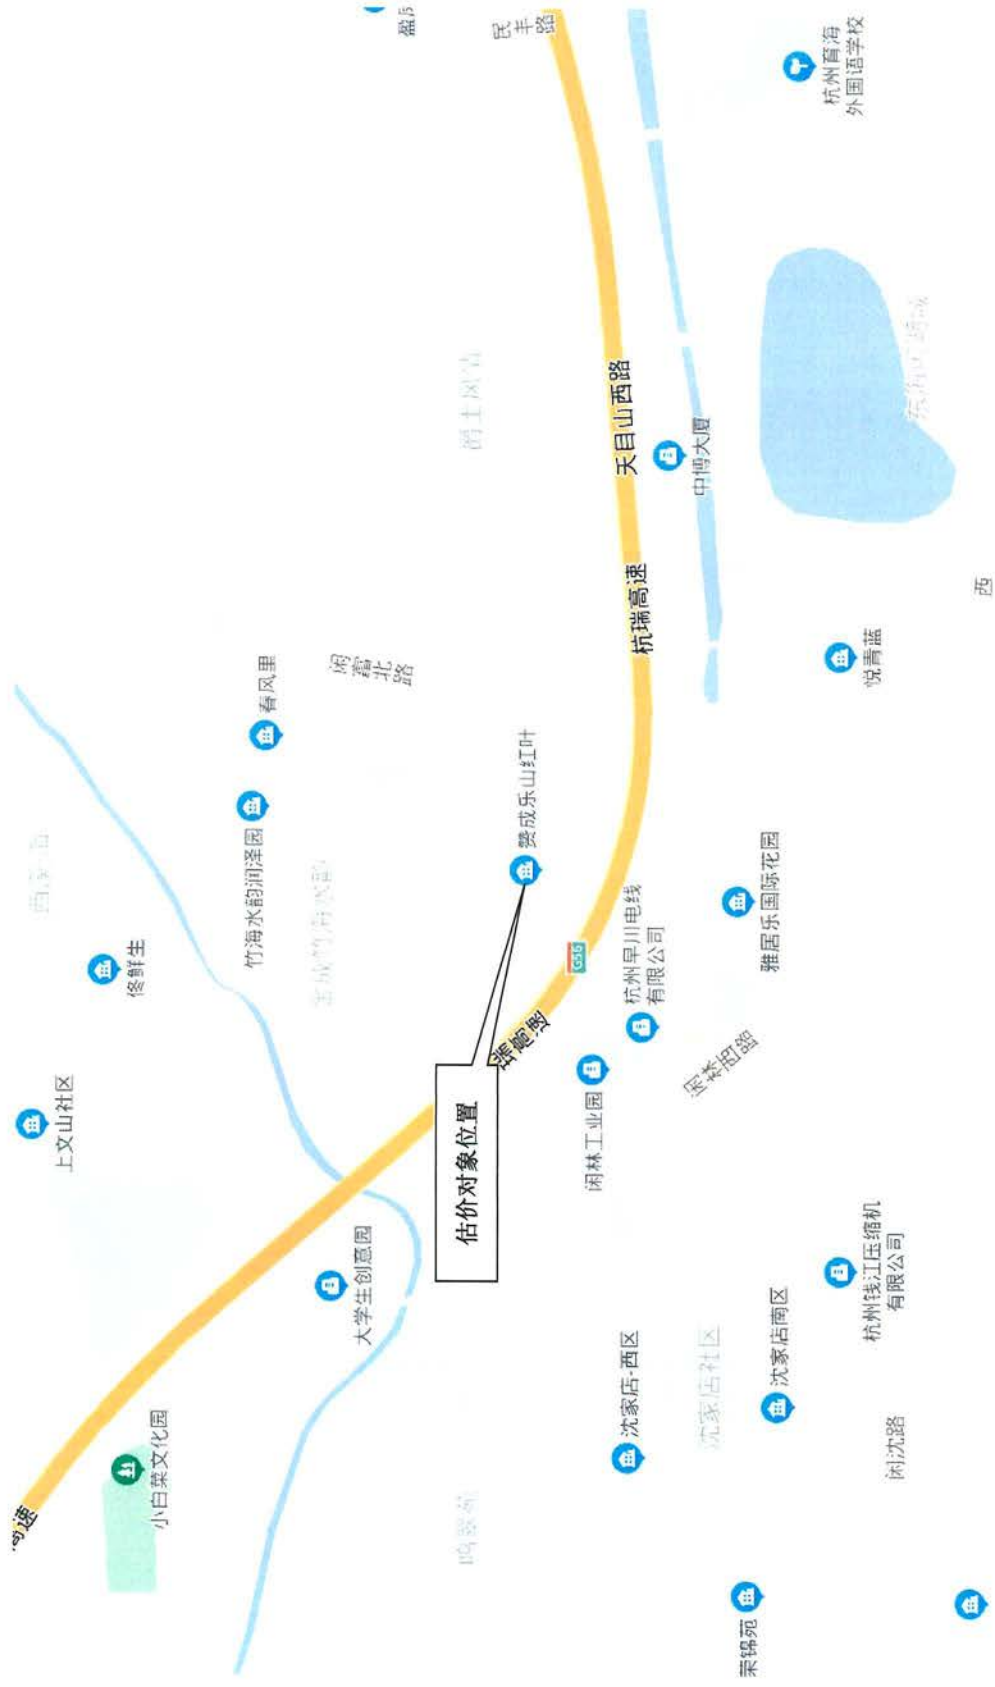 小白菜文化园
上文山社区
佟鲜生
大学生创意园
竹海水韵润泽园
春风里
闲富北路
估价对象位置
赞成乐山红叶
G56
杭瑞高速
天目山西路
民丰路
闲林工业园
杭州早川电线
有限公司
中博大厦
沈家店-西区
沈家店社区
闲林西路
雅居乐国际花园
荣锦苑
沈家店南区
杭州钱江压缩机
有限公司
悦青蓝
杭州育海
外国语学校
闲沈路
西